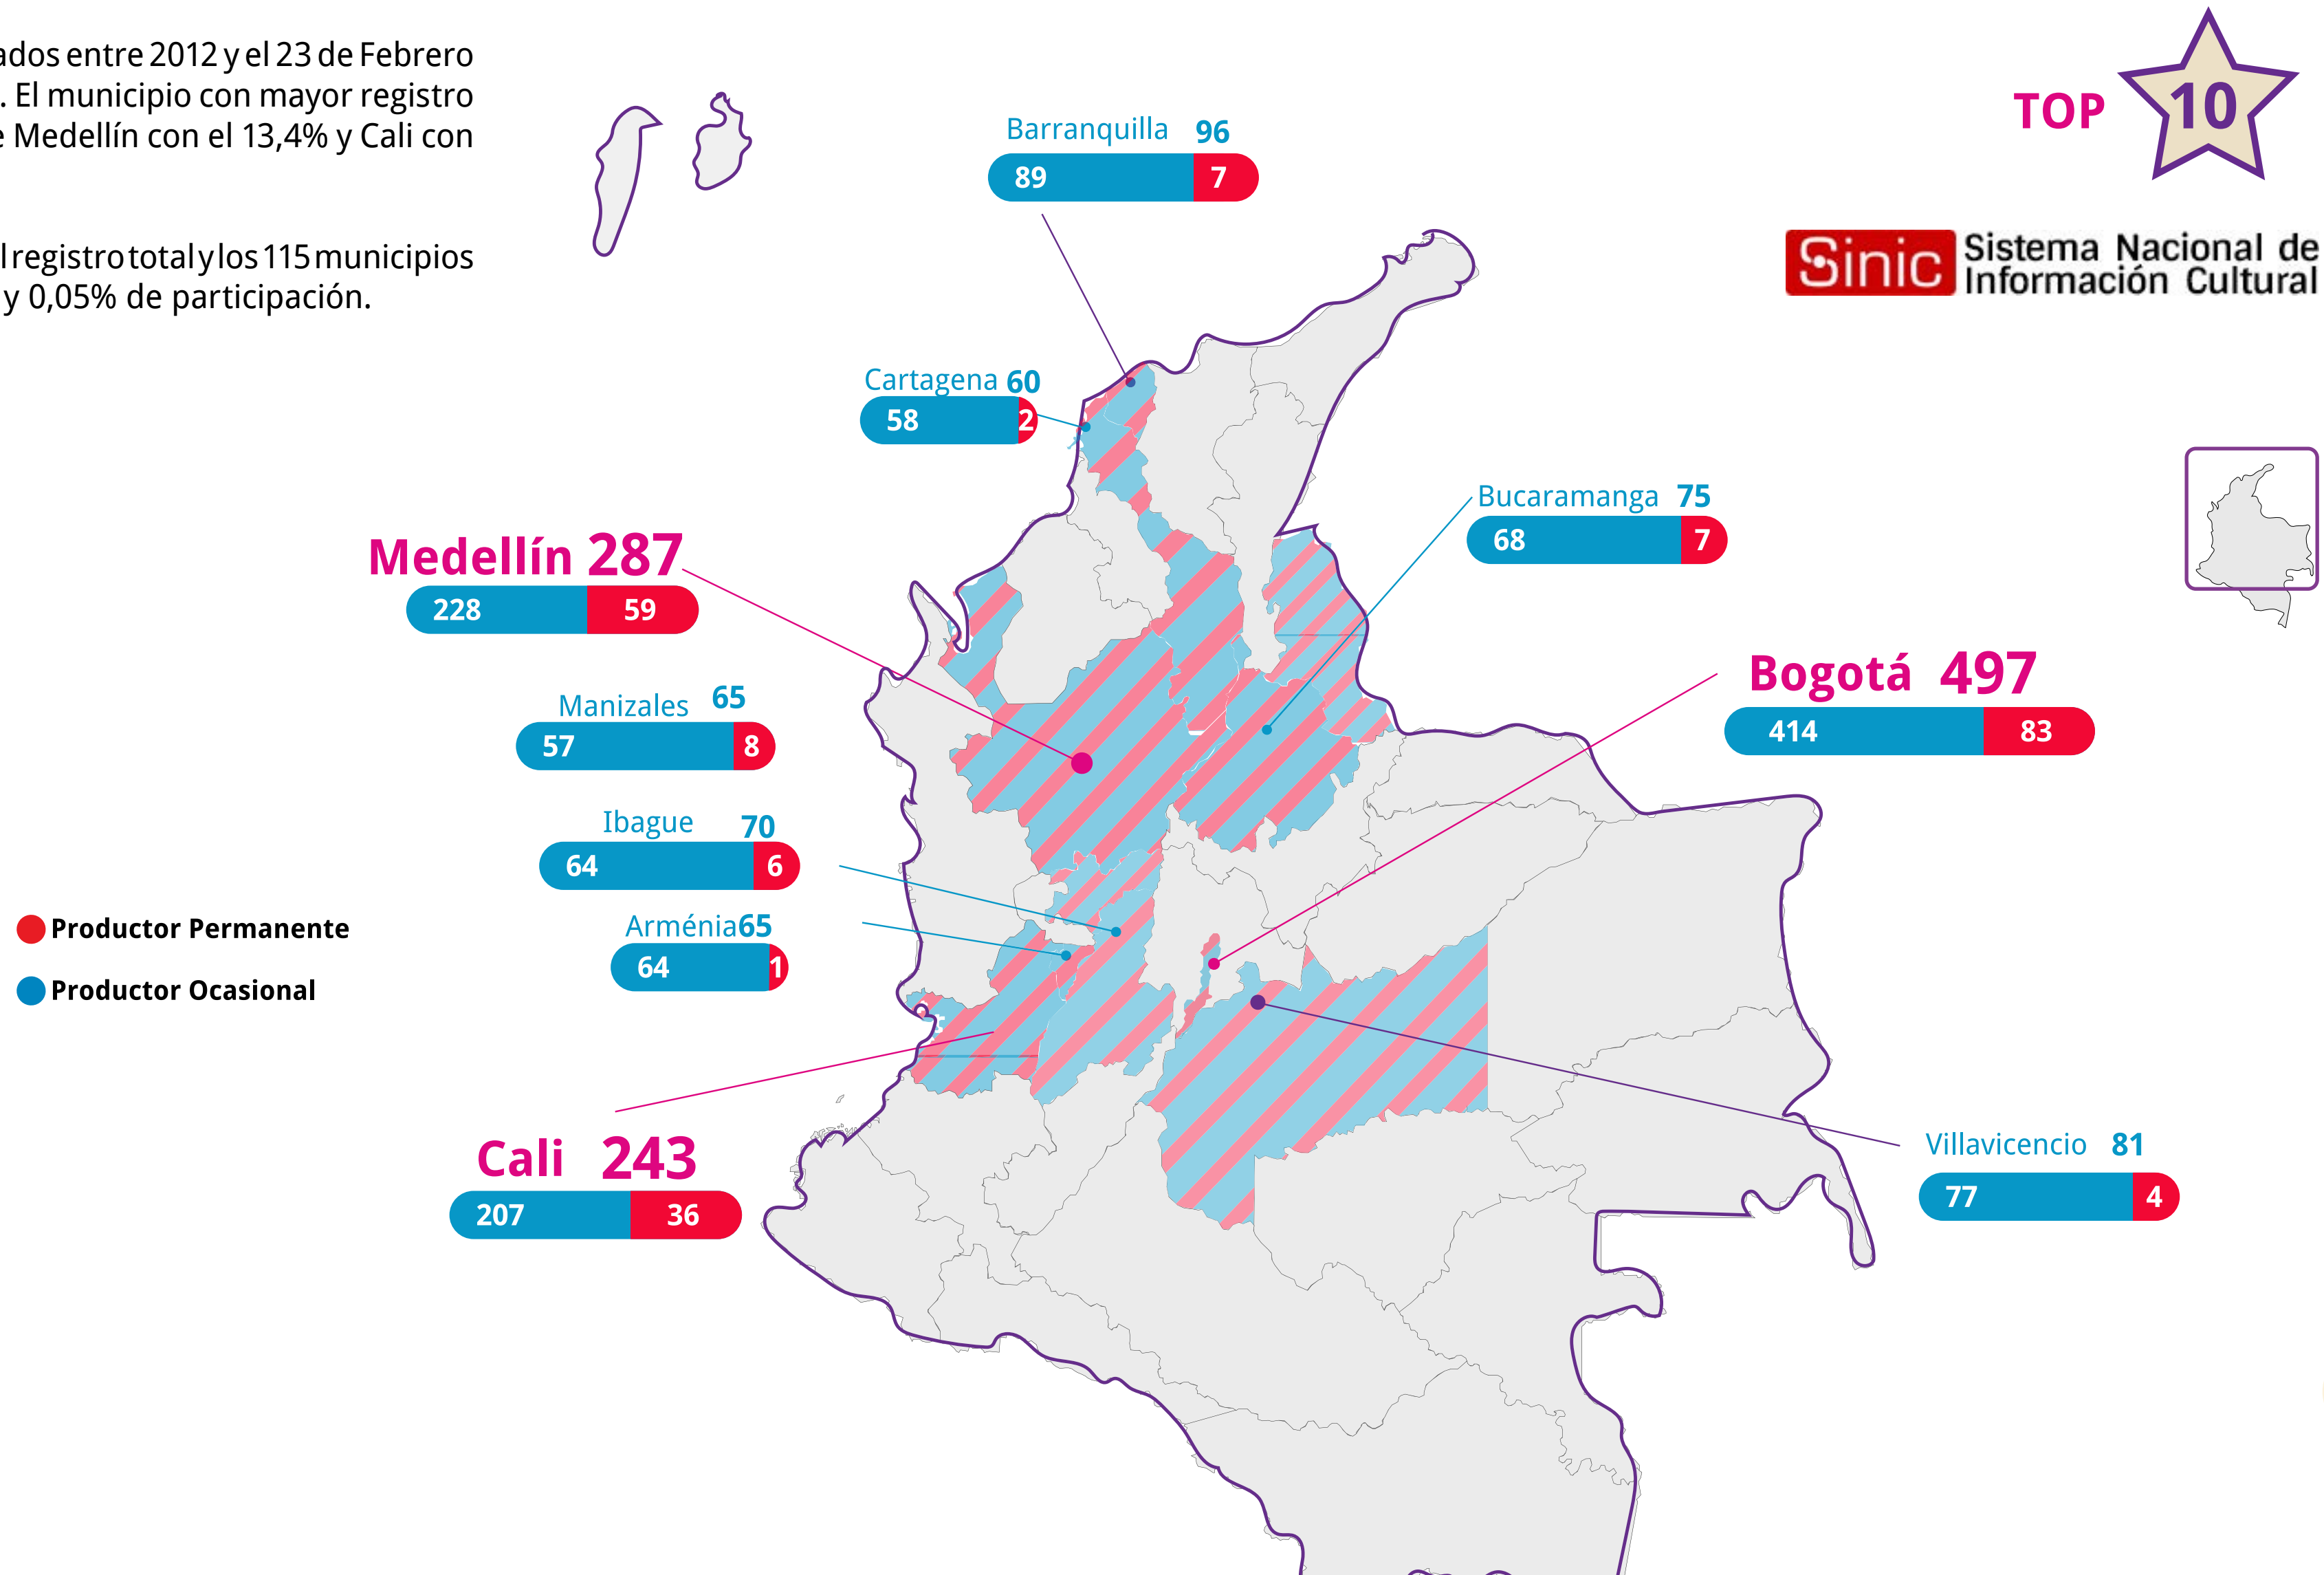 ados entre 2012 y el 23 de Febrero
. El municipio con mayor registro
e Medellín con el 13,4% y Cali con
l registro total y los 115 municipios
y 0,05% de participación.
TOP 10
Sinic Sistema Nacional de
Información Cultural
Barranquilla 96
89 7
Cartagena 60
58 2
Bucaramanga 75
68 7
Medellín 287
228 59
Bogotá 497
414 83
Manizales 65
57 8
Ibague 70
64 6
Arménia 65
64 1
Productor Permanente
Productor Ocasional
Cali 243
207 36
Villavicencio 81
77 4